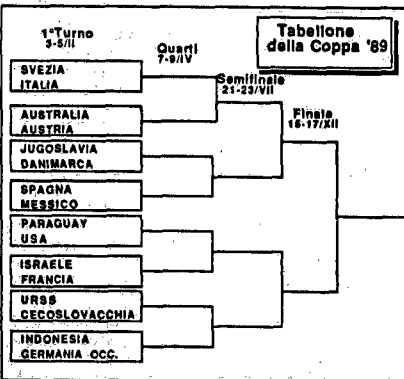 Tabellone
della Coppa '89
1°Turno
3-5/II
Quarti
7-9/IV
Semifinale
21-23/VII
Finale
15-17/XII
SVEZIA
ITALIA
AUSTRALIA
AUSTRIA
JUGOSLAVIA
DANIMARCA
SPAGNA
MESSICO
PARAGUAY
USA
ISRAELE
FRANCIA
URSS
CECOSLOVACCHIA
INDONESIA
GERMANIA OCC.